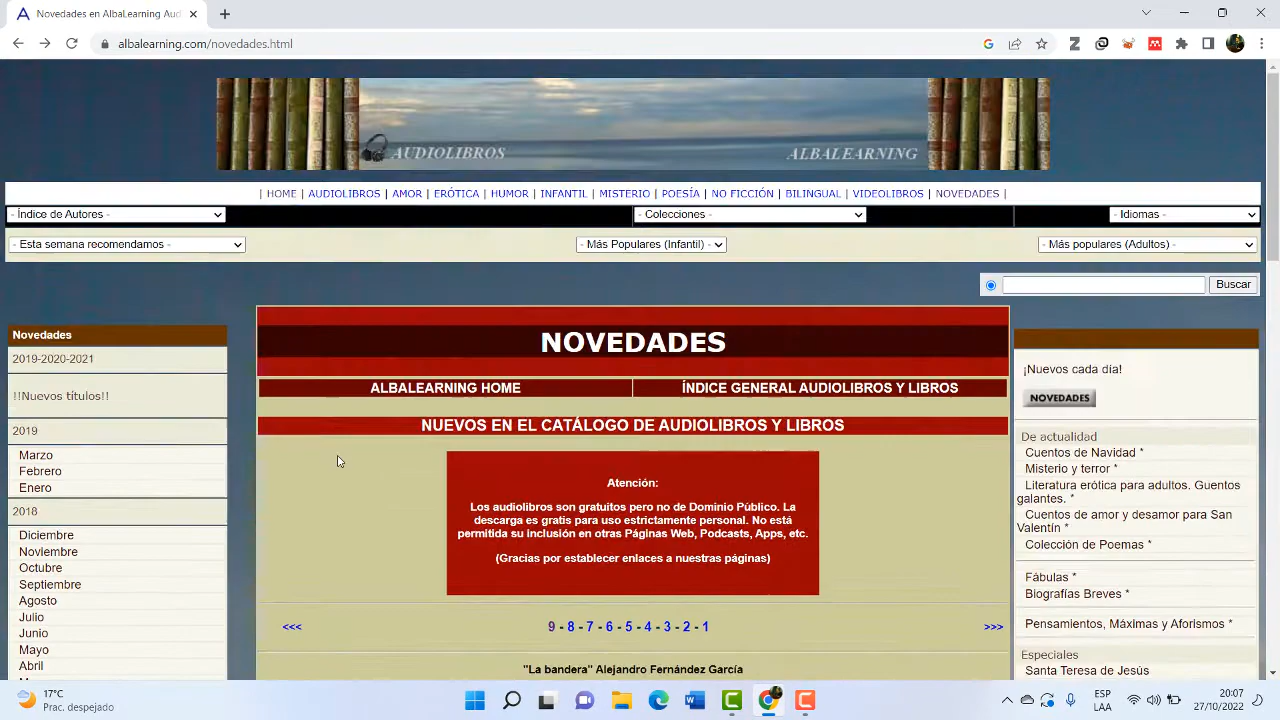 Novedades en AlbaLearning Aud
albalearning.com/novedades.html
AUDIOLIBROS
ALBALEARNING
| HOME | AUDIOLIBROS | AMOR | ERÓTICA | HUMOR | INFANTIL | MISTERIO | POESÍA | NO FICCIÓN | BILINGUAL | VIDEOLIBROS | NOVEDADES |
- Índice de Autores -
- Colecciones -
- Idiomas -
- Esta semana recomendamos -
- Más Populares (Infantil) -
- Más populares (Adultos) -
Buscar
Novedades
2019-2020-2021
!!Nuevos títulos!!
2019
Marzo
Febrero
Enero
2018
Diciembre
Noviembre
Octubre
Septiembre
Agosto
Julio
Junio
Mayo
Abril
NOVEDADES
ALBALEARNING HOME
ÍNDICE GENERAL AUDIOLIBROS Y LIBROS
NUEVOS EN EL CATÁLOGO DE AUDIOLIBROS Y LIBROS
Atención:
Los audiolibros son gratuitos pero no de Dominio Público. La
descarga es gratis para uso estrictamente personal. No está
permitida su inclusión en otras Páginas Web, Podcasts, Apps, etc.
(Gracias por establecer enlaces a nuestras páginas)
<<<
9 - 8 - 7 - 6 - 5 - 4 - 3 - 2 - 1
>>>
"La bandera" Alejandro Fernández García
¡Nuevos cada día!
NOVEDADES
De actualidad
Cuentos de Navidad *
Misterio y terror *
Literatura erótica para adultos. Cuentos
galantes. *
Cuentos de amor y desamor para San
Valentín *
Colección de Poemas *
Fábulas *
Biografías Breves *
Pensamientos, Máximas y Aforismos *
Especiales
Santa Teresa de Jesús
17°C
Prac. despejado
ESP
LAA
20:07
27/10/2022